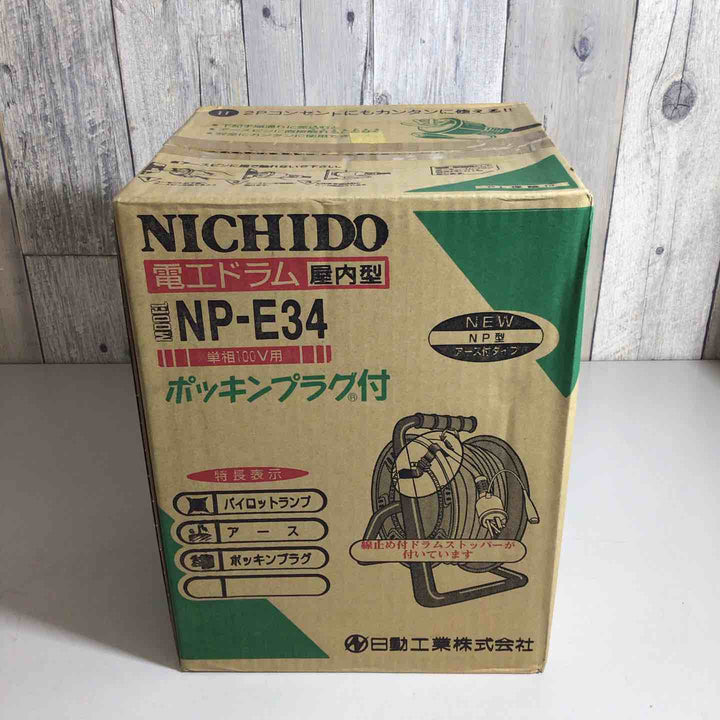 2Pコンセントにもカンタンに使える!!
NICHIDO
電工ドラム 屋内型
MODEL NP-E34
単相100V用
ポッキンプラグ®付
NEW
NP型
アース付タイプ
特長表示
パイロットランプ
アース
ポッキンプラグ
線止め付ドラムストッパーが
付いています
日動工業株式会社